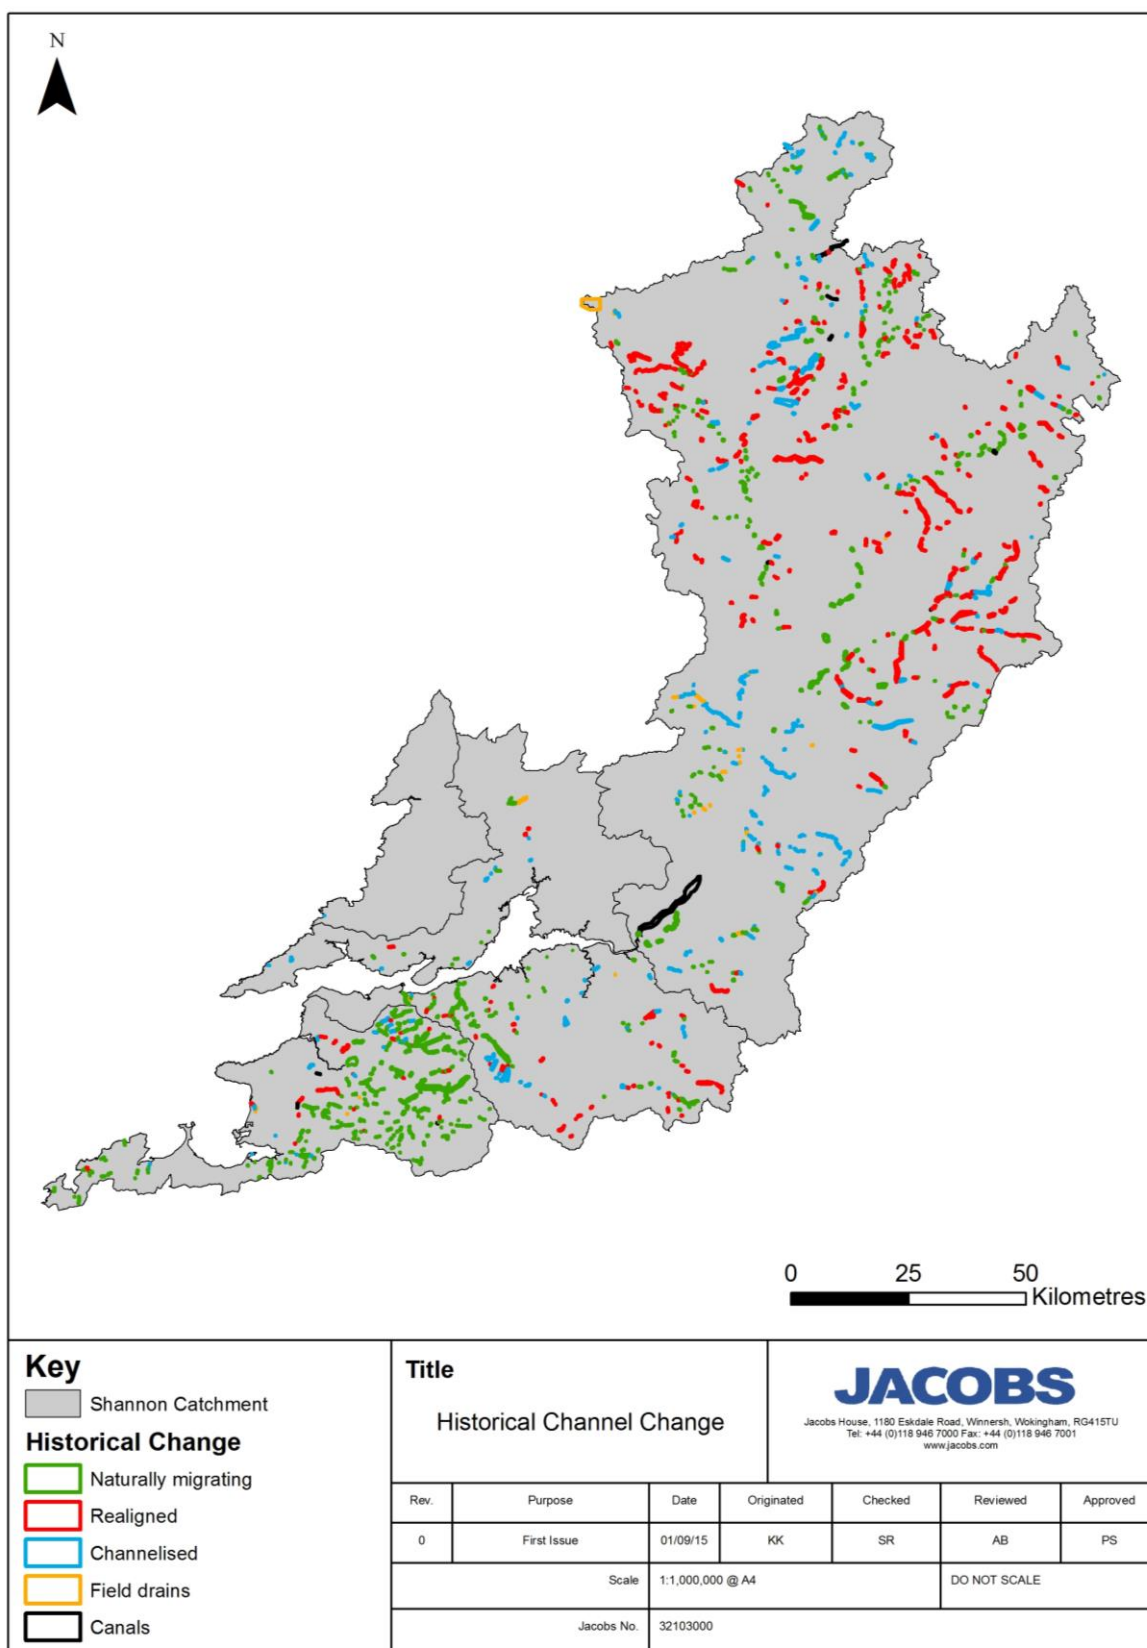 N
0 25 50
Kilometres
Key
Shannon Catchment
Historical Change
Naturally migrating
Realigned
Channelised
Field drains
Canals
Title
Historical Channel Change
JACOBS
Jacobs House, 1180 Eskdale Road, Winnersh, Wokingham, RG415TU
Tel: +44 (0)118 946 7000 Fax: +44 (0)118 946 7001
www.jacobs.com
Rev. Purpose Date Originated Checked Reviewed Approved
0 First Issue 01/09/15 KK SR AB PS
Scale 1:1,000,000 @ A4 DO NOT SCALE
Jacobs No. 32103000